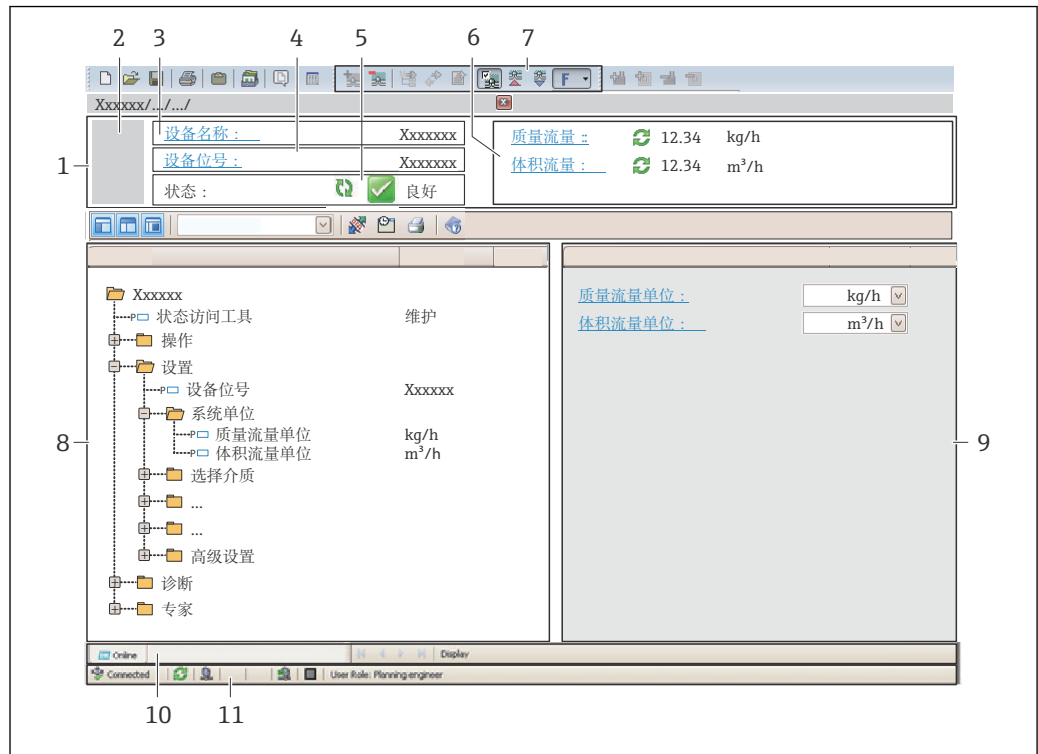 2 3 4 5 6 7
F
Xxxxxx/.../.../
1
设备名称： Xxxxxxx
设备位号： Xxxxxxx
状态： 良好
质量流量 :: 12.34 kg/h
体积流量： 12.34 m³/h
Xxxxxx
P 状态访问工具 维护
操作
设置
P 设备位号 Xxxxxx
系统单位
P 质量流量单位 kg/h
P 体积流量单位 m³/h
选择介质
...
...
高级设置
诊断
专家
质量流量单位： kg/h
体积流量单位： m³/h
8
9
Online Display
Connected User Role: Planning engineer
10 11